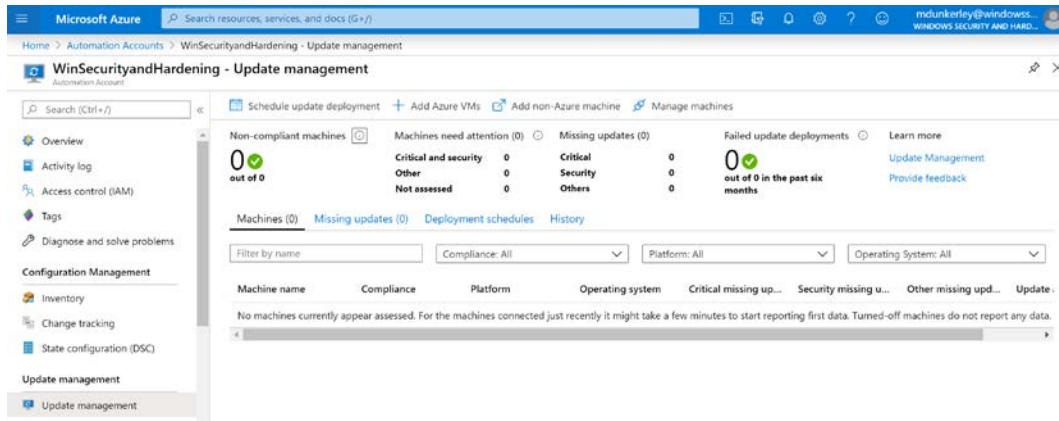 Microsoft Azure
Search resources, services, and docs (G+/)
mdunkerley@windowss...
WINDOWS SECURITY AND HARD...
Home > Automation Accounts > WinSecurityandHardening - Update management
WinSecurityandHardening - Update management
Automation Account
Search (Ctrl+/)
Overview
Activity log
Access control (IAM)
Tags
Diagnose and solve problems
Configuration Management
Inventory
Change tracking
State configuration (DSC)
Update management
Update management
Schedule update deployment
Add Azure VMs
Add non-Azure machine
Manage machines
Non-compliant machines
0
out of 0
Machines need attention (0)
Critical and security 0
Other 0
Not assessed 0
Missing updates (0)
Critical 0
Security 0
Others 0
Failed update deployments
0
out of 0 in the past six
months
Learn more
Update Management
Provide feedback
Machines (0) Missing updates (0) Deployment schedules History
Filter by name
Compliance: All
Platform: All
Operating System: All
Machine name Compliance Platform Operating system Critical missing up... Security missing u... Other missing upd... Update
No machines currently appear assessed. For the machines connected just recently it might take a few minutes to start reporting first data. Turned-off machines do not report any data.